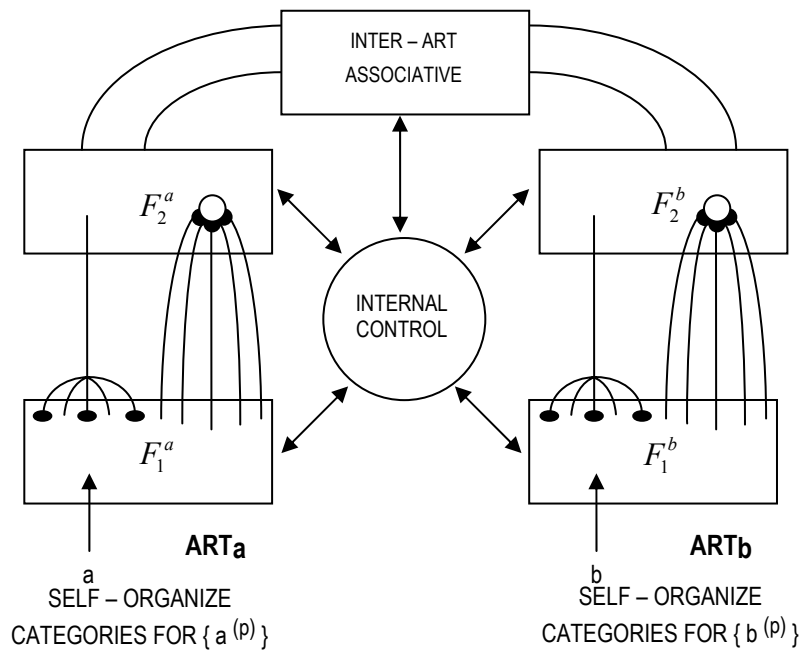 INTER – ART
ASSOCIATIVE
F₂ᵃ
F₂ᵇ
INTERNAL
CONTROL
F₁ᵃ
F₁ᵇ
ARTa
a
SELF – ORGANIZE
CATEGORIES FOR { a (p) }
ARTb
b
SELF – ORGANIZE
CATEGORIES FOR { b (p) }